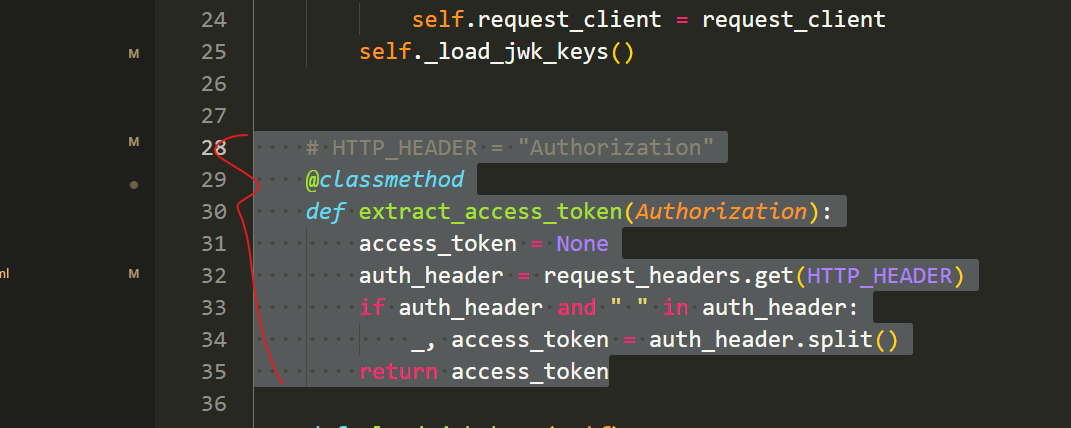 24 self.request_client = request_client
M 25 self._load_jwk_keys()
26
27
M 28 # HTTP_HEADER = "Authorization"
29 @classmethod
30 def extract_access_token(Authorization):
31 access_token = None
ml M 32 auth_header = request_headers.get(HTTP_HEADER)
33 if auth_header and " " in auth_header:
34 _, access_token = auth_header.split()
35 return access_token
36